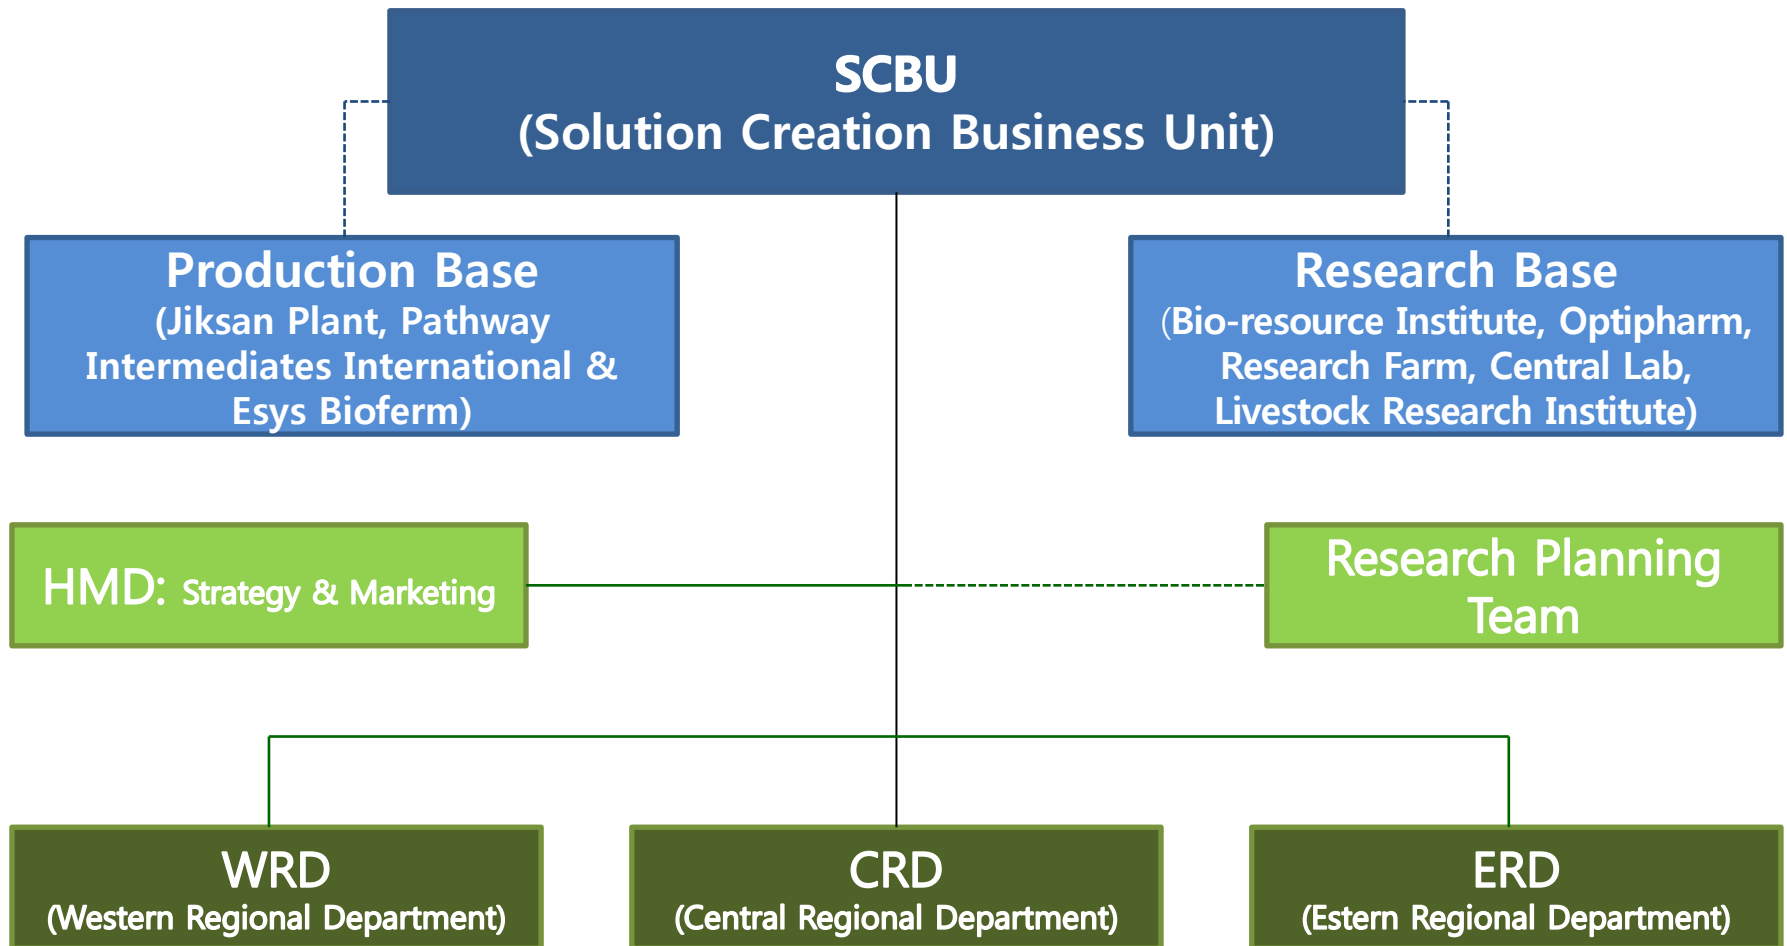 SCBU
(Solution Creation Business Unit)
Production Base
(Jiksan Plant, Pathway
Intermediates International &
Esys Bioferm)
Research Base
(Bio-resource Institute, Optipharm,
Research Farm, Central Lab,
Livestock Research Institute)
HMD: Strategy & Marketing
Research Planning
Team
WRD
(Western Regional Department)
CRD
(Central Regional Department)
ERD
(Estern Regional Department)